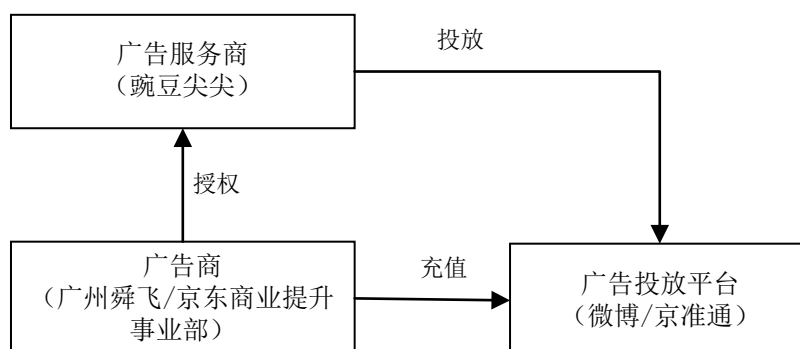 广告服务商
（豌豆尖尖）
投放
授权
广告商
（广州舜飞/京东商业提升
事业部）
充值
广告投放平台
（微博/京准通）